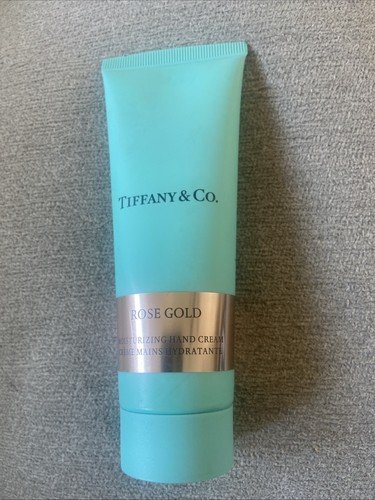 TIFFANY & CO.
ROSE GOLD
HAND CREAM
MAINS HYDRATANTE